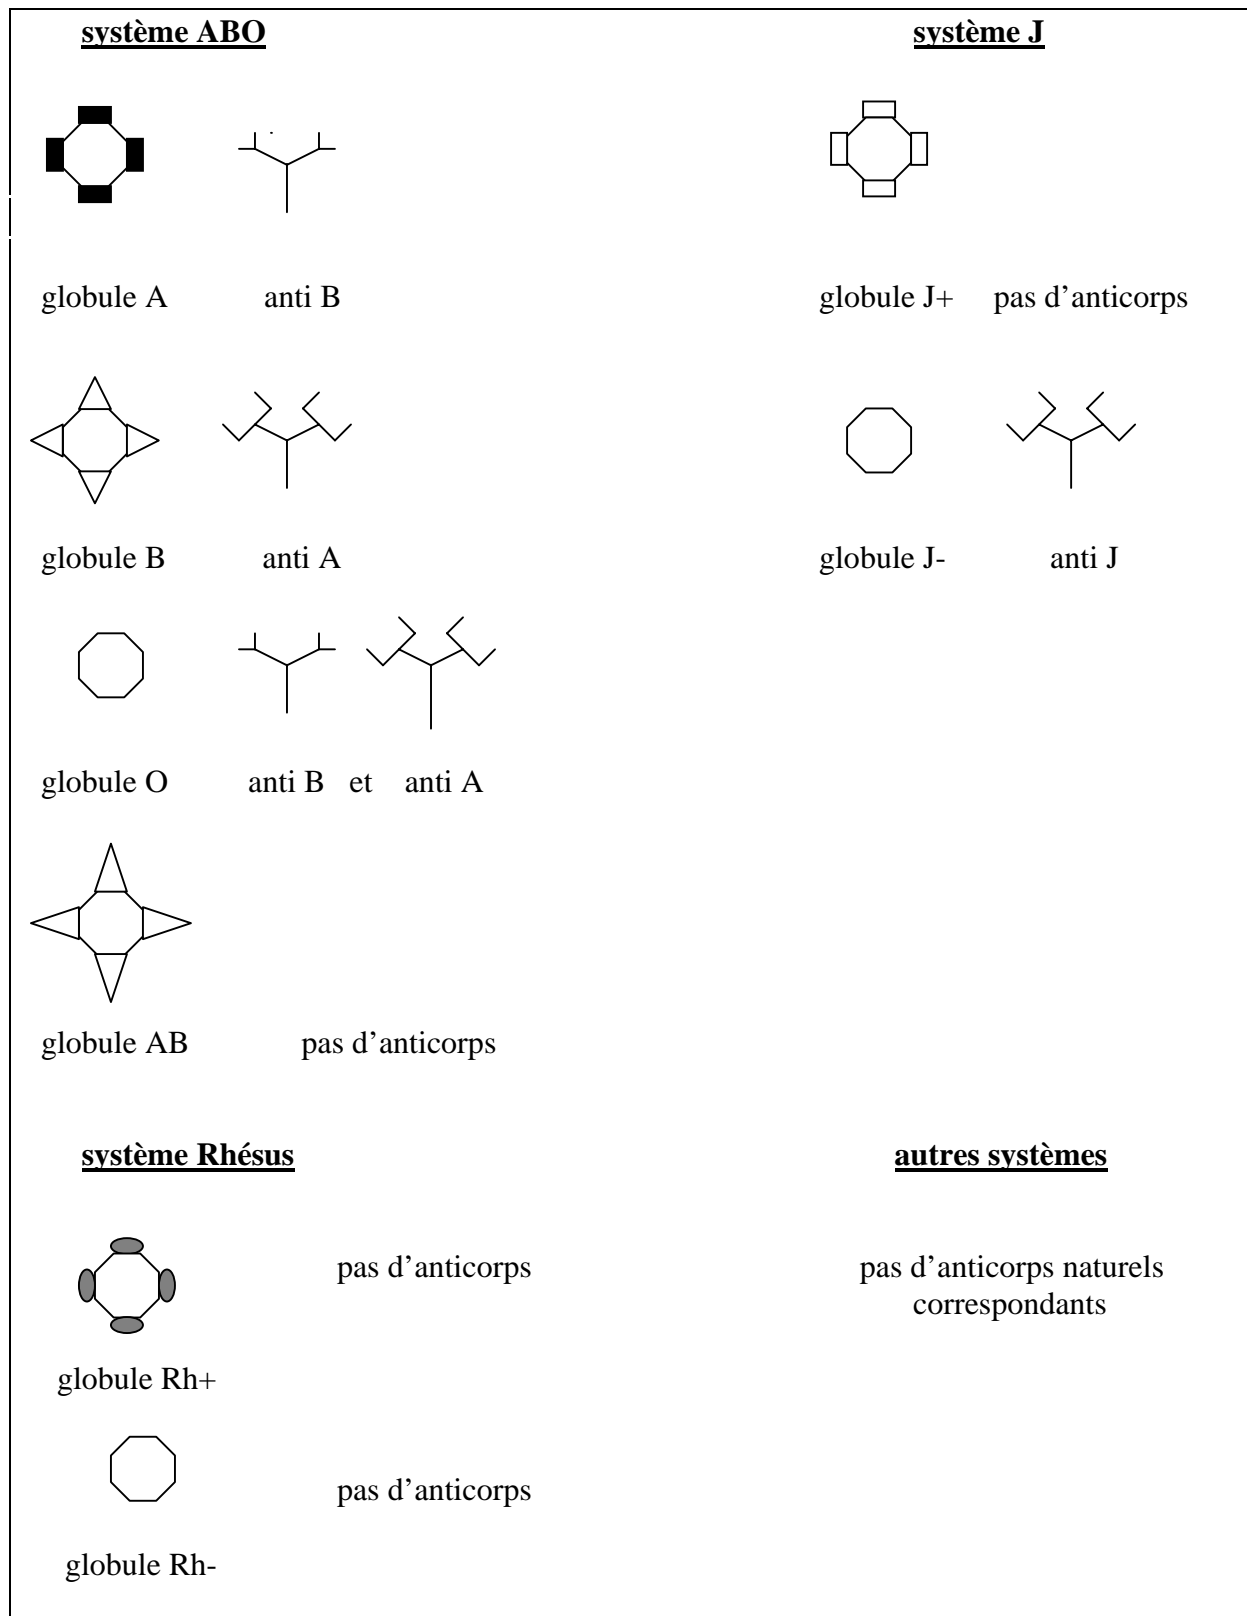 système ABO
système J
globule A anti B
globule J+ pas d’anticorps
globule B anti A
globule J- anti J
globule O anti B et anti A
globule AB pas d’anticorps
système Rhésus
autres systèmes
pas d’anticorps
pas d’anticorps naturels
correspondants
globule Rh+
pas d’anticorps
globule Rh-